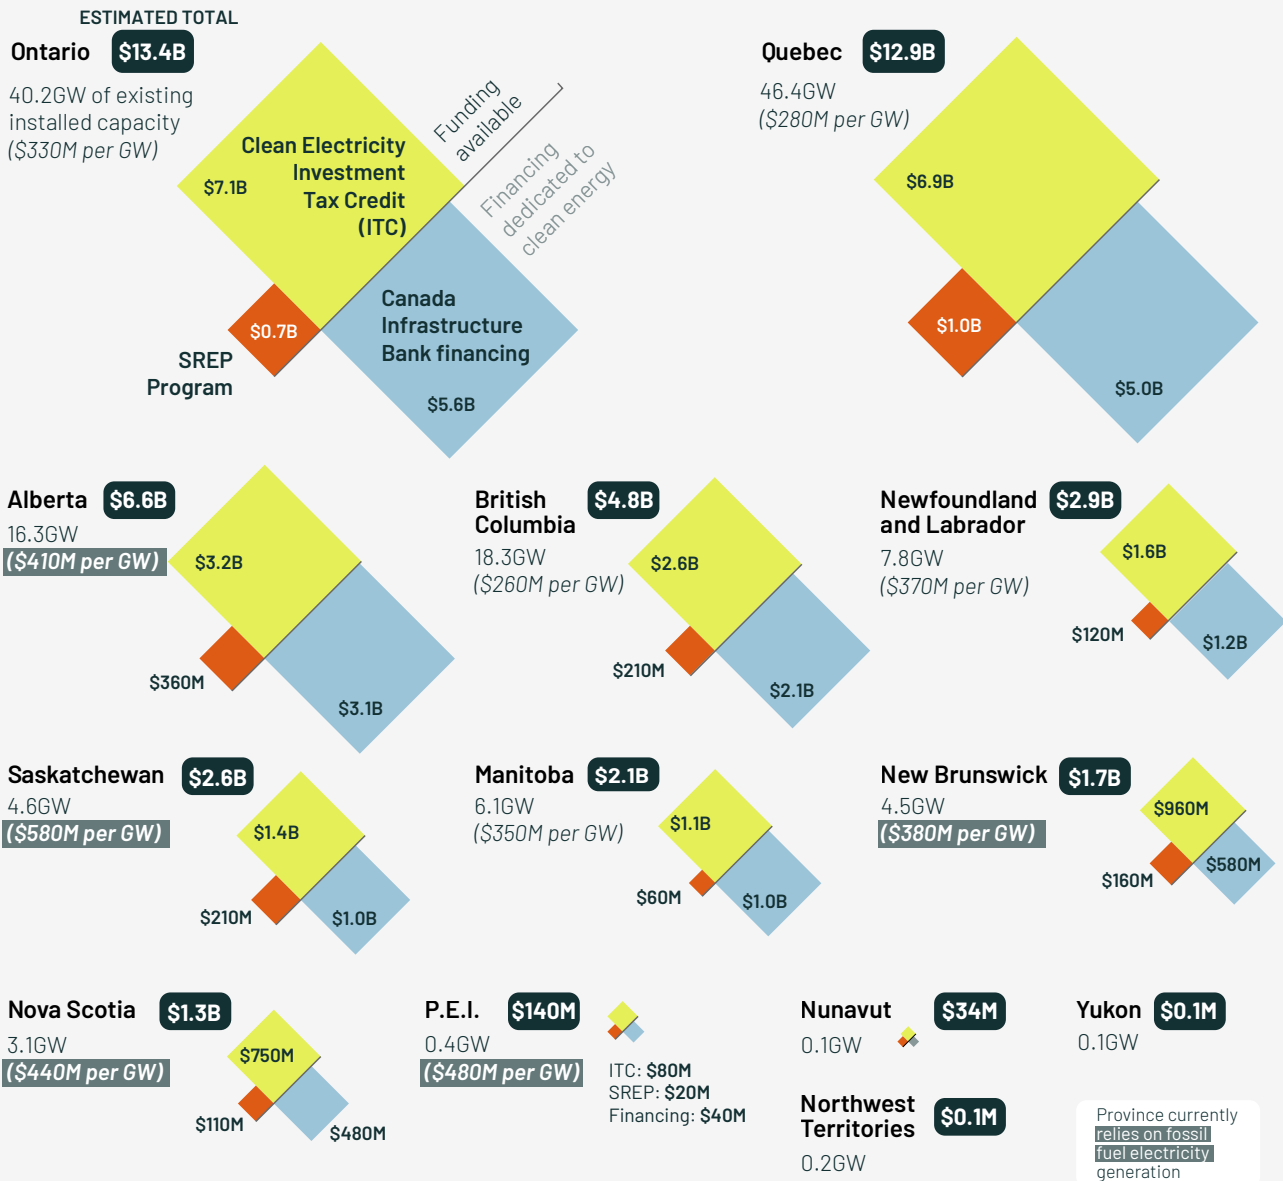 ESTIMATED TOTAL
Ontario $13.4B
40.2GW of existing
installed capacity
($330M per GW)
Clean Electricity
Investment
Tax Credit
(ITC)
$7.1B
Funding
available
Financing
dedicated to
clean energy
Canada
Infrastructure
Bank financing
$5.6B
$0.7B
SREP
Program
Quebec $12.9B
46.4GW
($280M per GW)
$6.9B
$1.0B
$5.0B
Alberta $6.6B
16.3GW
($410M per GW)
$3.2B
$360M
$3.1B
British
Columbia
$4.8B
18.3GW
($260M per GW)
$2.6B
$210M
$2.1B
Newfoundland
and Labrador
$2.9B
7.8GW
($370M per GW)
$1.6B
$120M
$1.2B
Saskatchewan $2.6B
4.6GW
($580M per GW)
$1.4B
$210M
$1.0B
Manitoba $2.1B
6.1GW
($350M per GW)
$1.1B
$60M
$1.0B
New Brunswick $1.7B
4.5GW
($380M per GW)
$960M
$160M
$580M
Nova Scotia $1.3B
3.1GW
($440M per GW)
$750M
$110M
$480M
P.E.I. $140M
0.4GW
($480M per GW)
ITC: $80M
SREP: $20M
Financing: $40M
Nunavut $34M
0.1GW
Northwest
Territories
$0.1M
0.2GW
Yukon $0.1M
0.1GW
Province currently
relies on fossil
fuel electricity
generation